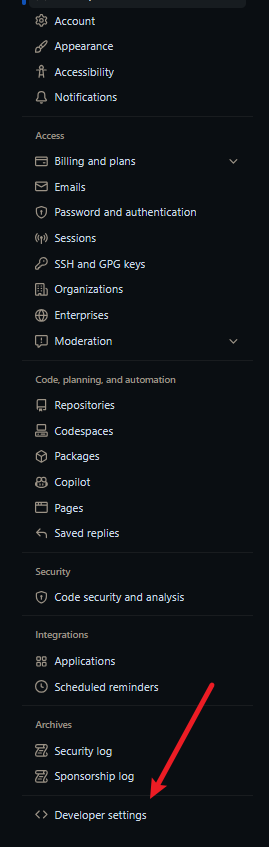 Account
Appearance
Accessibility
Notifications
Access
Billing and plans
Emails
Password and authentication
Sessions
SSH and GPG keys
Organizations
Enterprises
Moderation
Code, planning, and automation
Repositories
Codespaces
Packages
Copilot
Pages
Saved replies
Security
Code security and analysis
Integrations
Applications
Scheduled reminders
Archives
Security log
Sponsorship log
Developer settings